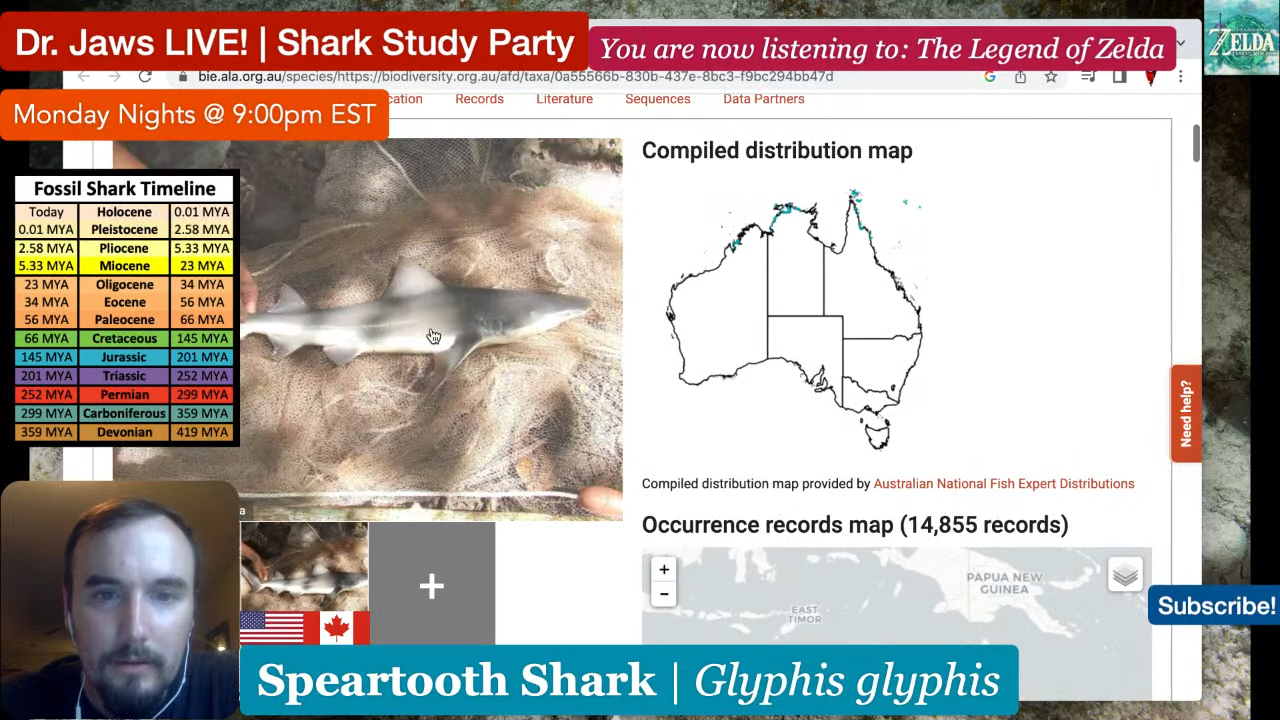 Dr. Jaws LIVE! | Shark Study Party
You are now listening to: The Legend of Zelda
ZELDA
bie.ala.org.au/species/https://biodiversity.org.au/afd/taxa/0a55566b-830b-437e-8bc3-f9bc294bb47d
Monday Nights @ 9:00pm EST
Records Literature Sequences Data Partners
Fossil Shark Timeline
Today Holocene 0.01 MYA
0.01 MYA Pleistocene 2.58 MYA
2.58 MYA Pliocene 5.33 MYA
5.33 MYA Miocene 23 MYA
23 MYA Oligocene 34 MYA
34 MYA Eocene 56 MYA
56 MYA Paleocene 66 MYA
66 MYA Cretaceous 145 MYA
145 MYA Jurassic 201 MYA
201 MYA Triassic 252 MYA
252 MYA Permian 299 MYA
299 MYA Carboniferous 359 MYA
359 MYA Devonian 419 MYA
Compiled distribution map
Compiled distribution map provided by Australian National Fish Expert Distributions
Occurrence records map (14,855 records)
+
−
PAPUA NEW
GUINEA
EAST
TIMOR
Need help?
Subscribe!
Speartooth Shark | Glyphis glyphis